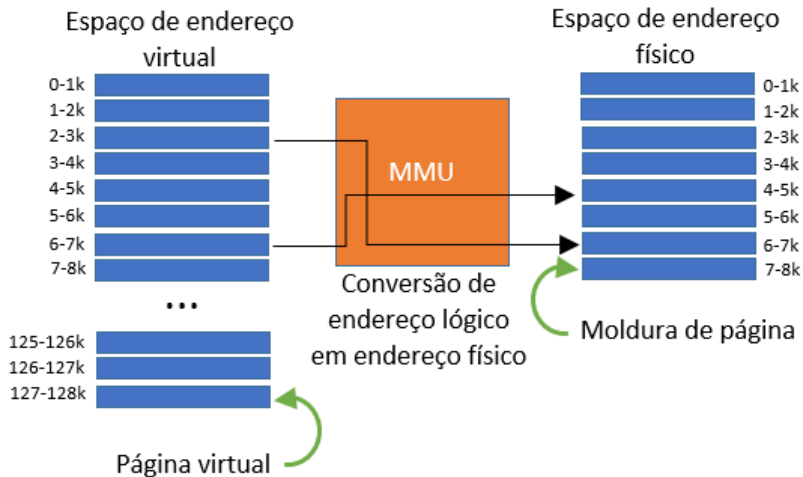 Espaço de endereço
virtual
0-1k
1-2k
2-3k
3-4k
4-5k
5-6k
6-7k
7-8k
...
125-126k
126-127k
127-128k
Página virtual
MMU
Conversão de
endereço lógico
em endereço físico
Espaço de endereço
físico
0-1k
1-2k
2-3k
3-4k
4-5k
5-6k
6-7k
7-8k
Moldura de página